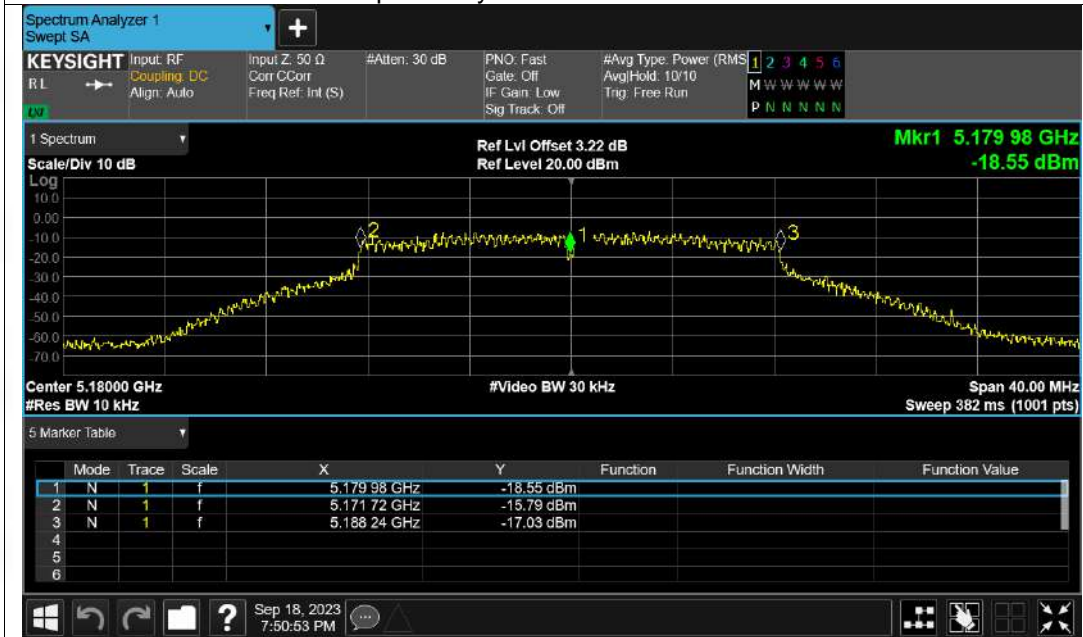 Spectrum Analyzer 1
Swept SA
+
KEYSIGHT Input: RF Input Z: 50 Ω #Atten: 30 dB PNO: Fast #Avg Type: Power (RMS 1 2 3 4 5 6
R L Coupling: DC Corr CCorr Gate: Off Avg|Hold: 10/10 M W W W W W
Align: Auto Freq Ref: Int (S) IF Gain: Low Trig: Free Run
Sig Track: Off P N N N N N
1 Spectrum Ref Lvl Offset 3.22 dB Mkr1 5.179 98 GHz
Scale/Div 10 dB Ref Level 20.00 dBm -18.55 dBm
Log
10.0
0.00
-10.0
-20.0
-30.0
-40.0
-50.0
-60.0
-70.0
2
1
3
Center 5.18000 GHz #Video BW 30 kHz Span 40.00 MHz
#Res BW 10 kHz Sweep 382 ms (1001 pts)
5 Marker Table
Mode Trace Scale X Y Function Function Width Function Value
1 N 1 f 5.179 98 GHz -18.55 dBm
2 N 1 f 5.171 72 GHz -15.79 dBm
3 N 1 f 5.188 24 GHz -17.03 dBm
4
5
6
? Sep 18, 2023
7:50:53 PM